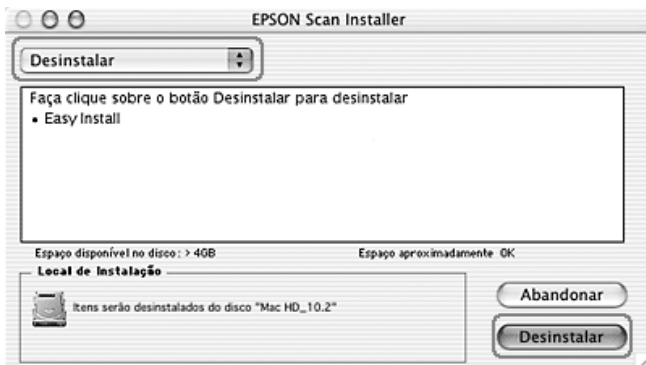 EPSON Scan Installer
Desinstalar
Faça clique sobre o botão Desinstalar para desinstalar
• Easy Install
Espaço disponível no disco: > 4GB Espaço aproximadamente OK
Local de Instalação
Itens serão desinstalados do disco "Mac HD_10.2"
Abandonar
Desinstalar